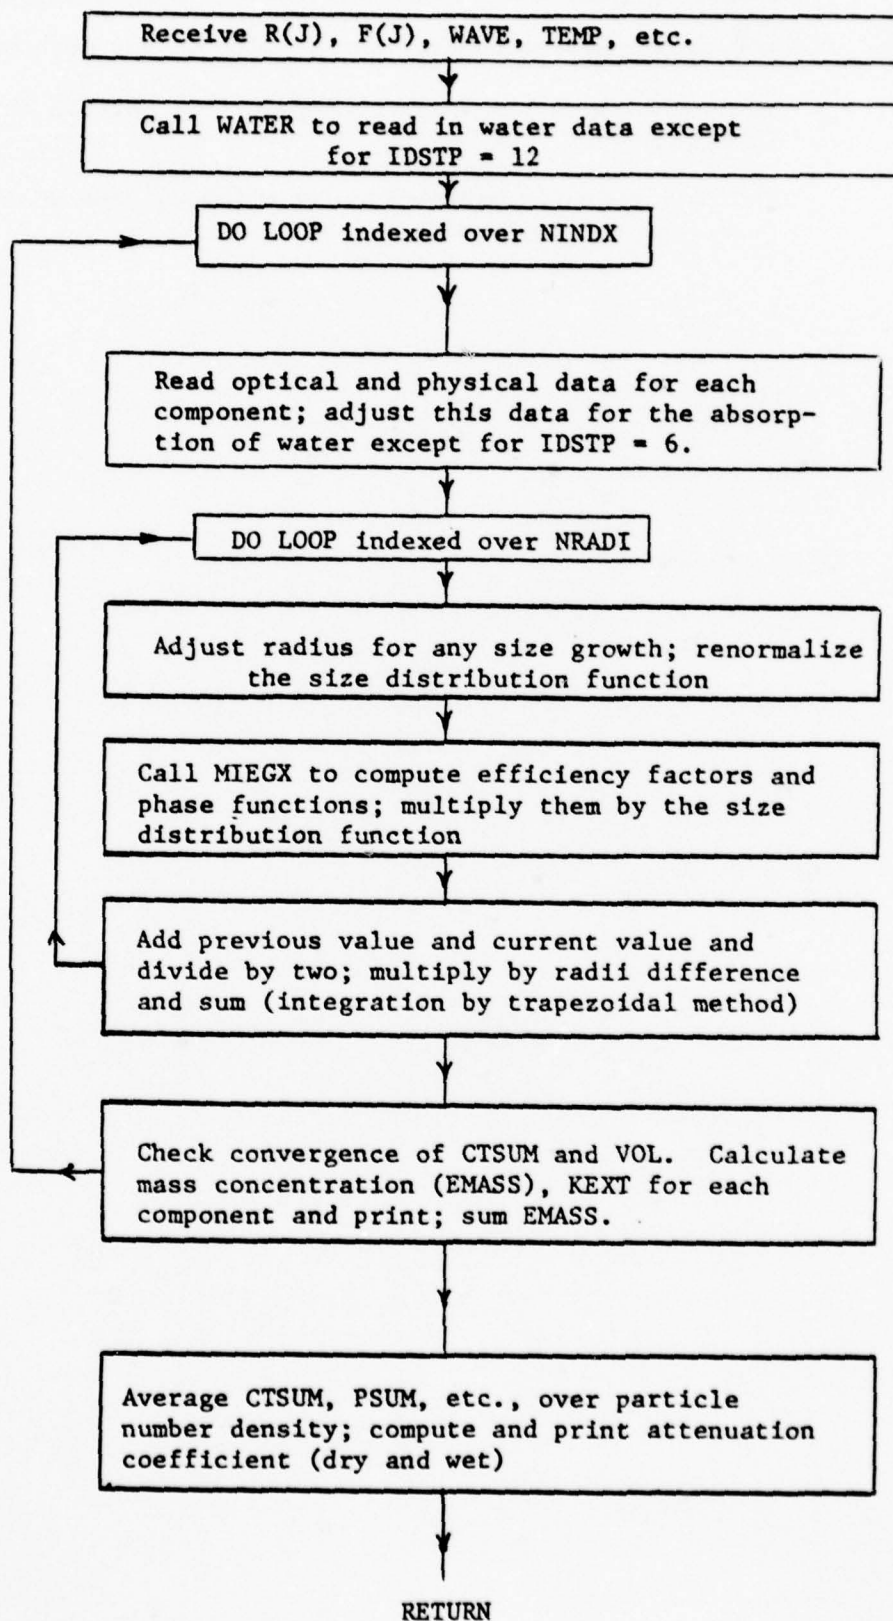 Receive R(J), F(J), WAVE, TEMP, etc.
Call WATER to read in water data except
for IDSTP = 12
DO LOOP indexed over NINDX
Read optical and physical data for each
component; adjust this data for the absorp-
tion of water except for IDSTP = 6.
DO LOOP indexed over NRADI
Adjust radius for any size growth; renormalize
the size distribution function
Call MIEGX to compute efficiency factors and
phase functions; multiply them by the size
distribution function
Add previous value and current value and
divide by two; multiply by radii difference
and sum (integration by trapezoidal method)
Check convergence of CTSUM and VOL. Calculate
mass concentration (EMASS), KEXT for each
component and print; sum EMASS.
Average CTSUM, PSUM, etc., over particle
number density; compute and print attenuation
coefficient (dry and wet)
RETURN